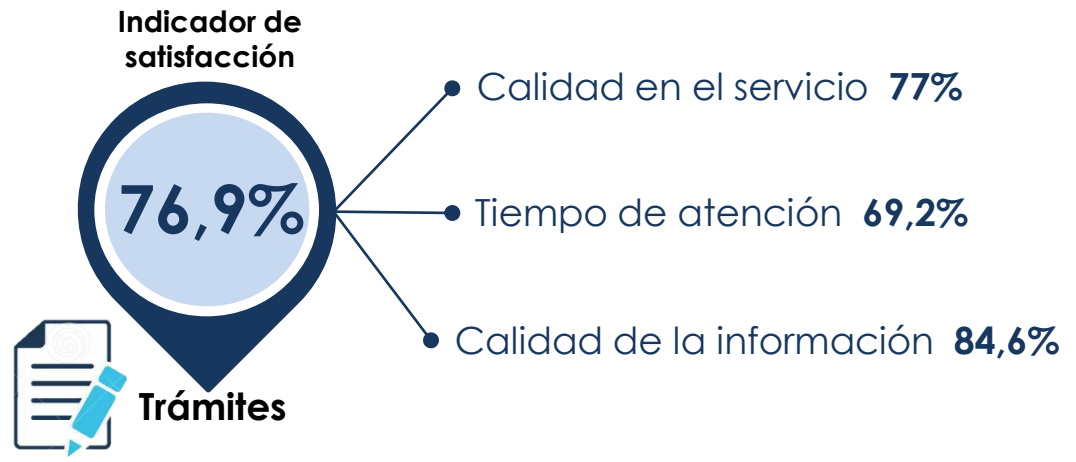 Indicador de
satisfacción
76,9%
Calidad en el servicio 77%
Tiempo de atención 69,2%
Calidad de la información 84,6%
Trámites